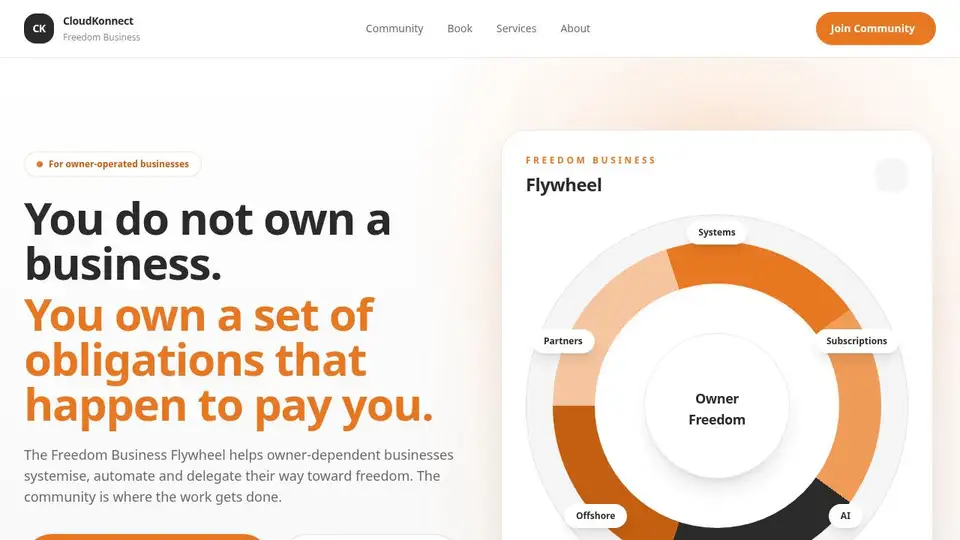 CK
CloudKonnect
Freedom Business
Community
Book
Services
About
Join Community
For owner-operated businesses
You do not own a
business.
You own a set of
obligations that
happen to pay you.
The Freedom Business Flywheel helps owner-dependent businesses
systemise, automate and delegate their way toward freedom. The
community is where the work gets done.
FREEDOM BUSINESS
Flywheel
Systems
Partners
Subscriptions
Owner
Freedom
Offshore
AI